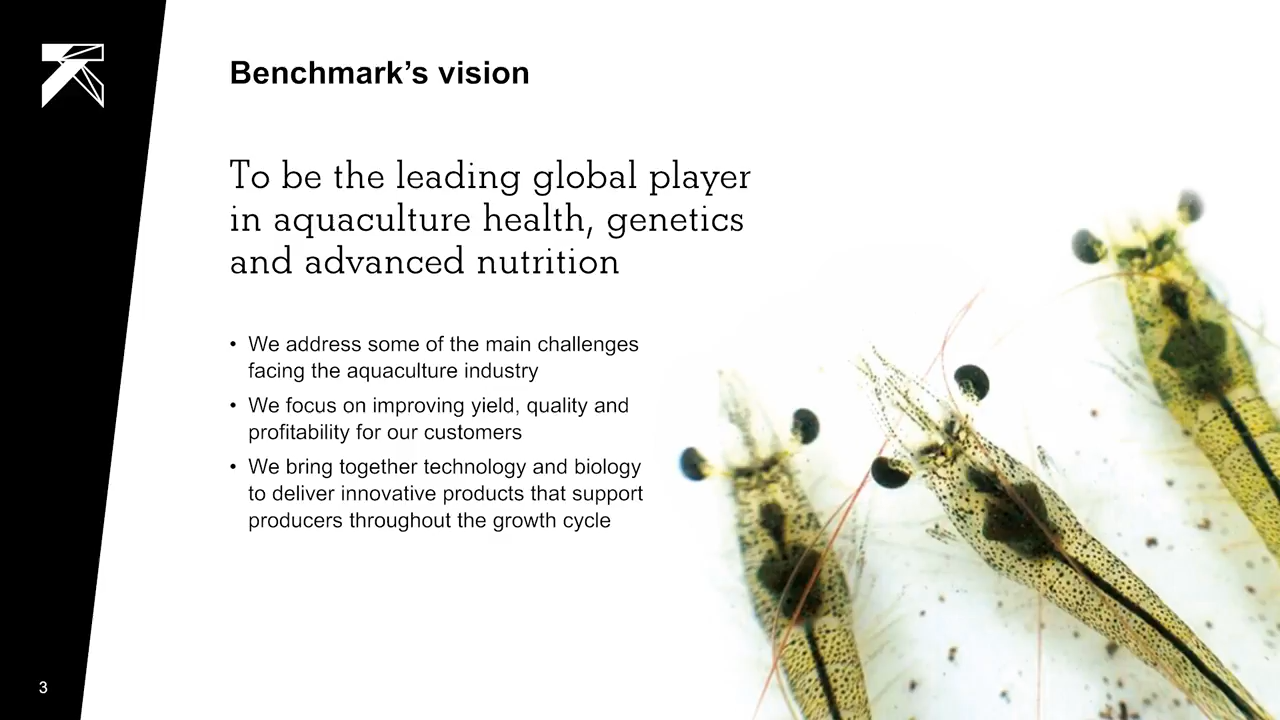 Benchmark’s vision
To be the leading global player
in aquaculture health, genetics
and advanced nutrition
• We address some of the main challenges
facing the aquaculture industry
• We focus on improving yield, quality and
profitability for our customers
• We bring together technology and biology
to deliver innovative products that support
producers throughout the growth cycle
3